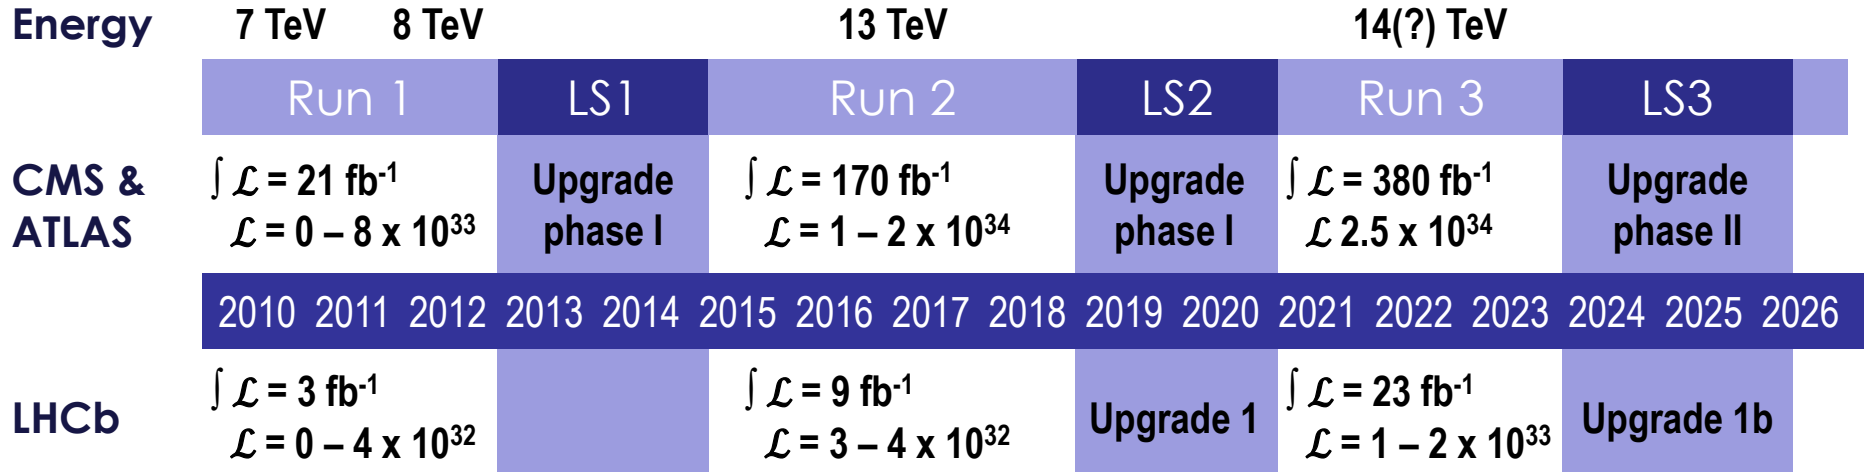 Energy 7 TeV 8 TeV 13 TeV 14(?) TeV
Run 1 LS1 Run 2 LS2 Run 3 LS3
CMS & ATLAS
∫ ℒ = 21 fb⁻¹
ℒ = 0 – 8 x 10³³
Upgrade
phase I
∫ ℒ = 170 fb⁻¹
ℒ = 1 – 2 x 10³⁴
Upgrade
phase I
∫ ℒ = 380 fb⁻¹
ℒ 2.5 x 10³⁴
Upgrade
phase II
2010 2011 2012 2013 2014 2015 2016 2017 2018 2019 2020 2021 2022 2023 2024 2025 2026
LHCb
∫ ℒ = 3 fb⁻¹
ℒ = 0 – 4 x 10³²
∫ ℒ = 9 fb⁻¹
ℒ = 3 – 4 x 10³²
Upgrade 1
∫ ℒ = 23 fb⁻¹
ℒ = 1 – 2 x 10³³
Upgrade 1b